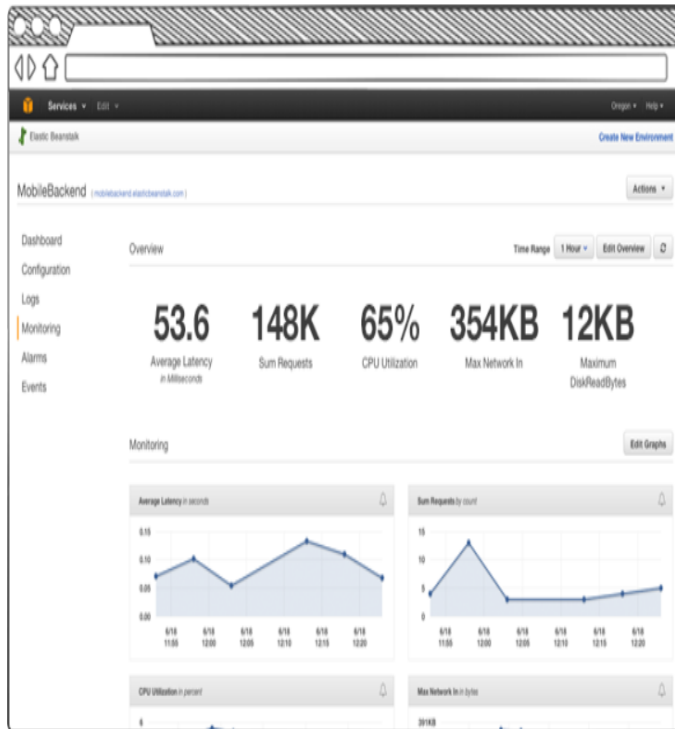 Services Edit Oregon Help
Elastic Beanstalk Create New Environment
MobileBackend ( mobilebackend.elasticbeanstalk.com ) Actions
Dashboard
Configuration
Logs
Monitoring
Alarms
Events
Overview Time Range 1 Hour Edit Overview
53.6 148K 65% 354KB 12KB
Average Latency Sum Requests CPU Utilization Max Network In Maximum
in Milliseconds DiskReadBytes
Monitoring Edit Graphs
Average Latency in seconds
0.15
0.10
0.05
0.00
6/18 6/18 6/18 6/18 6/18 6/18
11:55 12:00 12:05 12:10 12:15 12:20
Sum Requests by count
15
10
5
0
6/18 6/18 6/18 6/18 6/18 6/18
11:55 12:00 12:05 12:10 12:15 12:20
CPU Utilization in percent
6
Max Network In in bytes
391KB